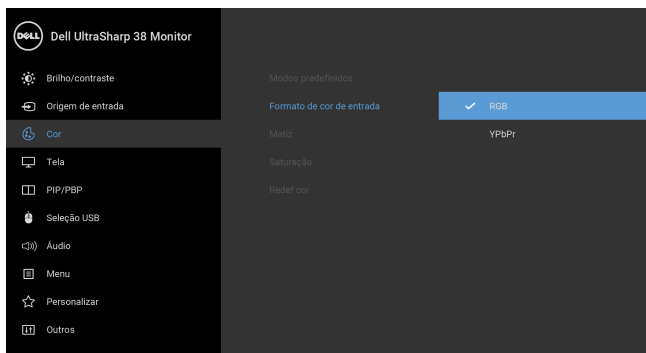 DELL Dell UltraSharp 38 Monitor
Brilho/contraste
Origem de entrada
Cor
Tela
PIP/PBP
Seleção USB
Áudio
Menu
Personalizar
Outros
Modos predefinidos
Formato de cor de entrada
Matiz
Saturação
Redef cor
RGB
YPbPr